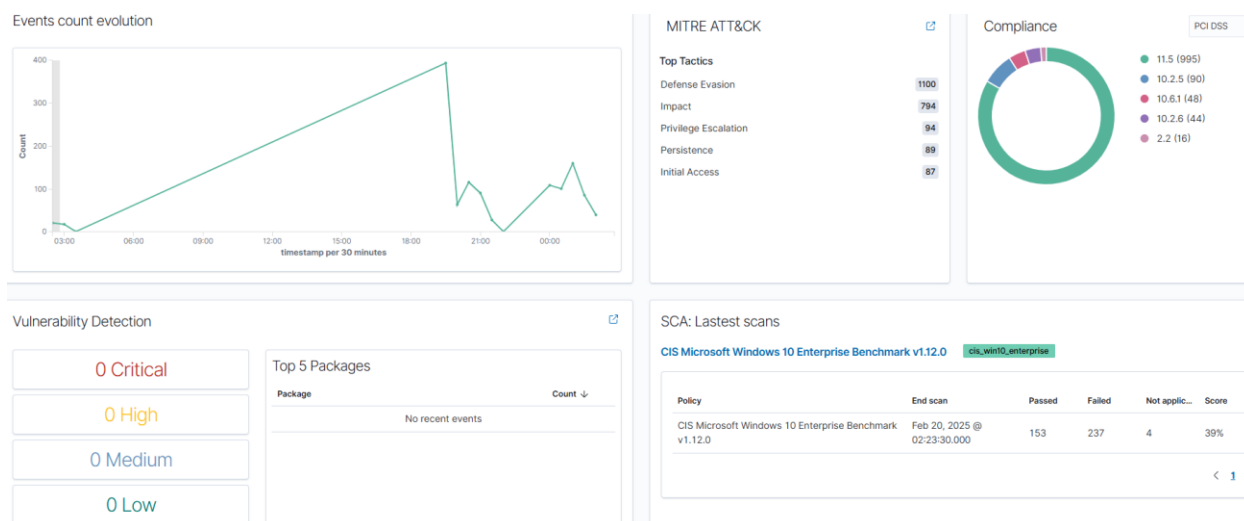 Events count evolution
400
300
200
100
0
Count
03:00
06:00
09:00
12:00
15:00
18:00
21:00
00:00
timestamp per 30 minutes
MITRE ATT&CK
Top Tactics
Defense Evasion 1100
Impact 794
Privilege Escalation 94
Persistence 89
Initial Access 87
Compliance
PCI DSS
11.5 (995)
10.2.5 (90)
10.6.1 (48)
10.2.6 (44)
2.2 (16)
Vulnerability Detection
0 Critical
0 High
0 Medium
0 Low
Top 5 Packages
Package Count
No recent events
SCA: Lastest scans
CIS Microsoft Windows 10 Enterprise Benchmark v1.12.0 cis_win10_enterprise
Policy End scan Passed Failed Not applic... Score
CIS Microsoft Windows 10 Enterprise Benchmark
v1.12.0
Feb 20, 2025 @
02:23:30.000
153 237 4 39%
1